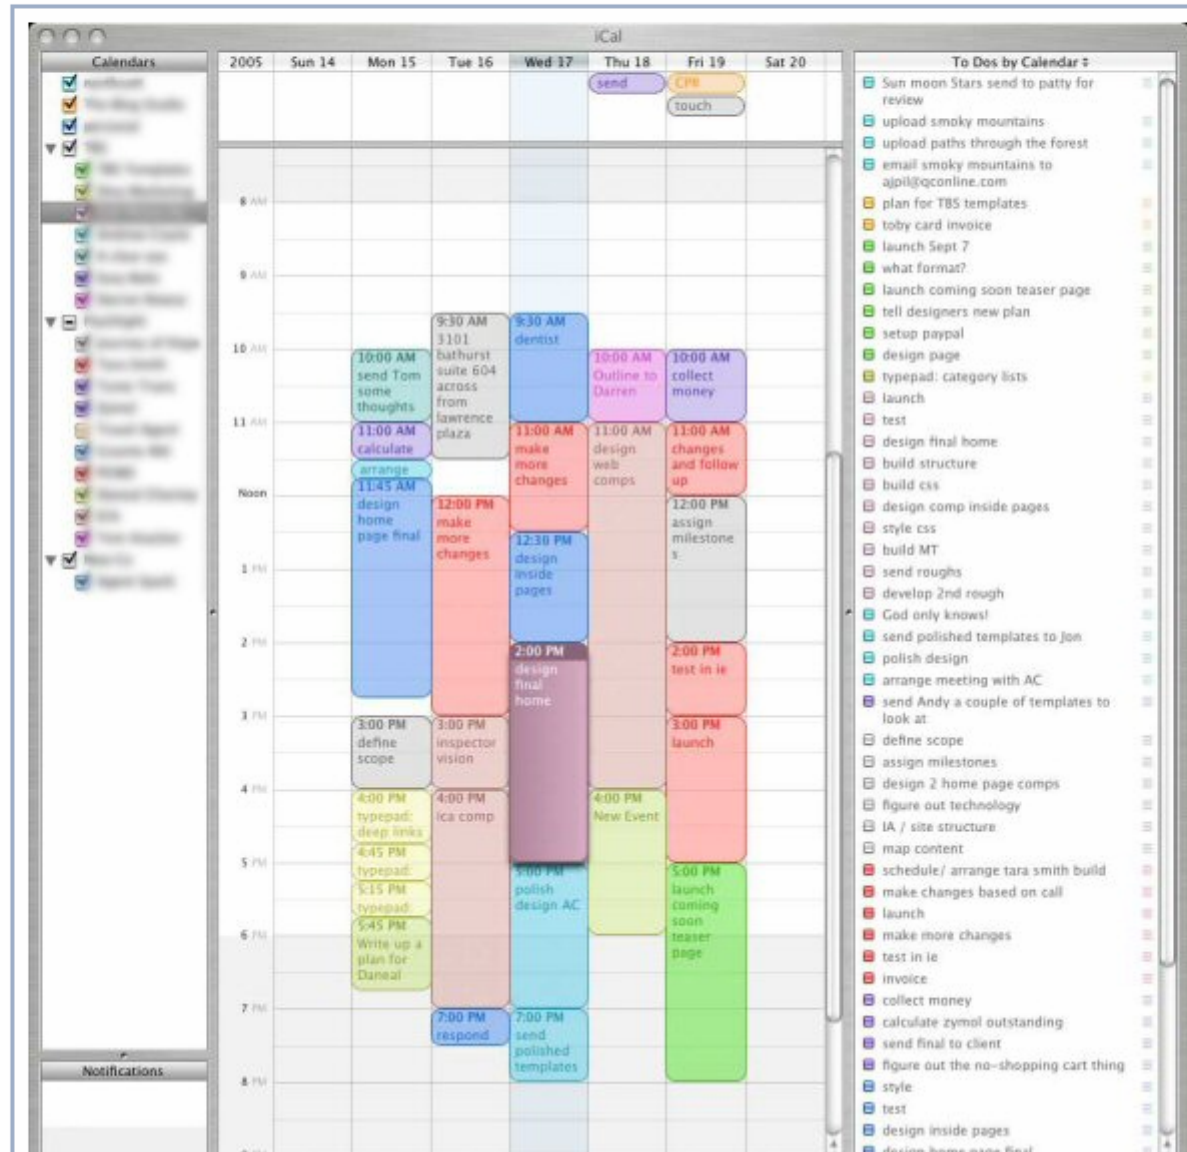 iCal
Calendars
2005
Sun 14
Mon 15
Tue 16
Wed 17
Thu 18
Fri 19
Sat 20
send
CPR
touch
8 AM
9 AM
10 AM
11 AM
Noon
1 PM
2 PM
3 PM
4 PM
5 PM
6 PM
7 PM
8 PM
10:00 AM
send Tom
some
thoughts
11:00 AM
calculate
arrange
11:45 AM
design
home
page final
3:00 PM
define
scope
4:00 PM
typepad:
deep links
4:45 PM
typepad:
5:15 PM
typepad:
5:45 PM
Write up a
plan for
Daneal
9:30 AM
3101
bathurst
suite 604
across
from
lawrence
plaza
12:00 PM
make
more
changes
3:00 PM
inspector
vision
4:00 PM
ica comp
7:00 PM
respond
9:30 AM
dentist
11:00 AM
make
more
changes
12:30 PM
design
inside
pages
2:00 PM
design
final
home
5:00 PM
polish
design AC
7:00 PM
send
polished
templates
10:00 AM
Outline to
Darren
11:00 AM
design
web
comps
4:00 PM
New Event
10:00 AM
collect
money
11:00 AM
changes
and follow
up
12:00 PM
assign
milestone
s
2:00 PM
test in ie
3:00 PM
launch
5:00 PM
launch
coming
soon
teaser
page
To Dos by Calendar
Sun moon Stars send to patty for
review
upload smoky mountains
upload paths through the forest
email smoky mountains to
ajpil@qconline.com
plan for TBS templates
toby card invoice
launch Sept 7
what format?
launch coming soon teaser page
tell designers new plan
setup paypal
design page
typepad: category lists
launch
test
design final home
build structure
build css
design comp inside pages
style css
build MT
send roughs
develop 2nd rough
God only knows!
send polished templates to Jon
polish design
arrange meeting with AC
send Andy a couple of templates to
look at
define scope
assign milestones
design 2 home page comps
figure out technology
IA / site structure
map content
schedule/ arrange tara smith build
make changes based on call
launch
make more changes
test in ie
invoice
collect money
calculate zymol outstanding
send final to client
figure out the no-shopping cart thing
style
test
design inside pages
design home page final
Notifications